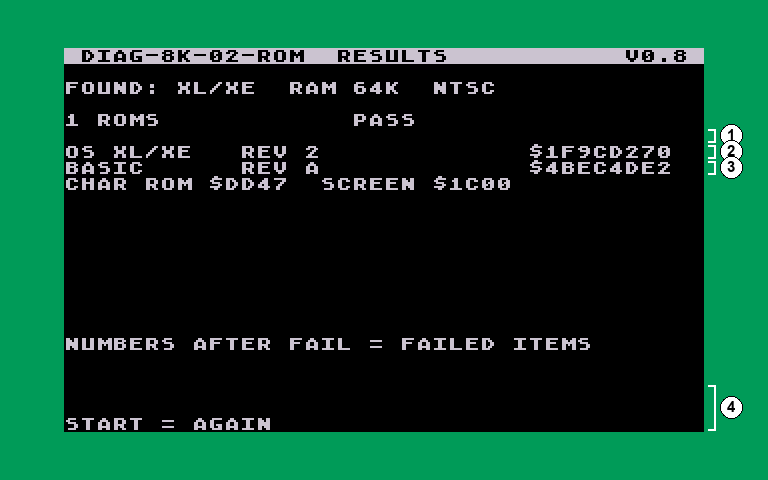 DIAG-8K-02-ROM RESULTS V0.8
FOUND: XL/XE RAM 64K NTSC
1 ROMS PASS
1
OS XL/XE REV 2 $1F9CD270 2
BASIC REV A $4BEC4DE2 3
CHAR ROM $DD47 SCREEN $1C00
NUMBERS AFTER FAIL = FAILED ITEMS
4
START = AGAIN